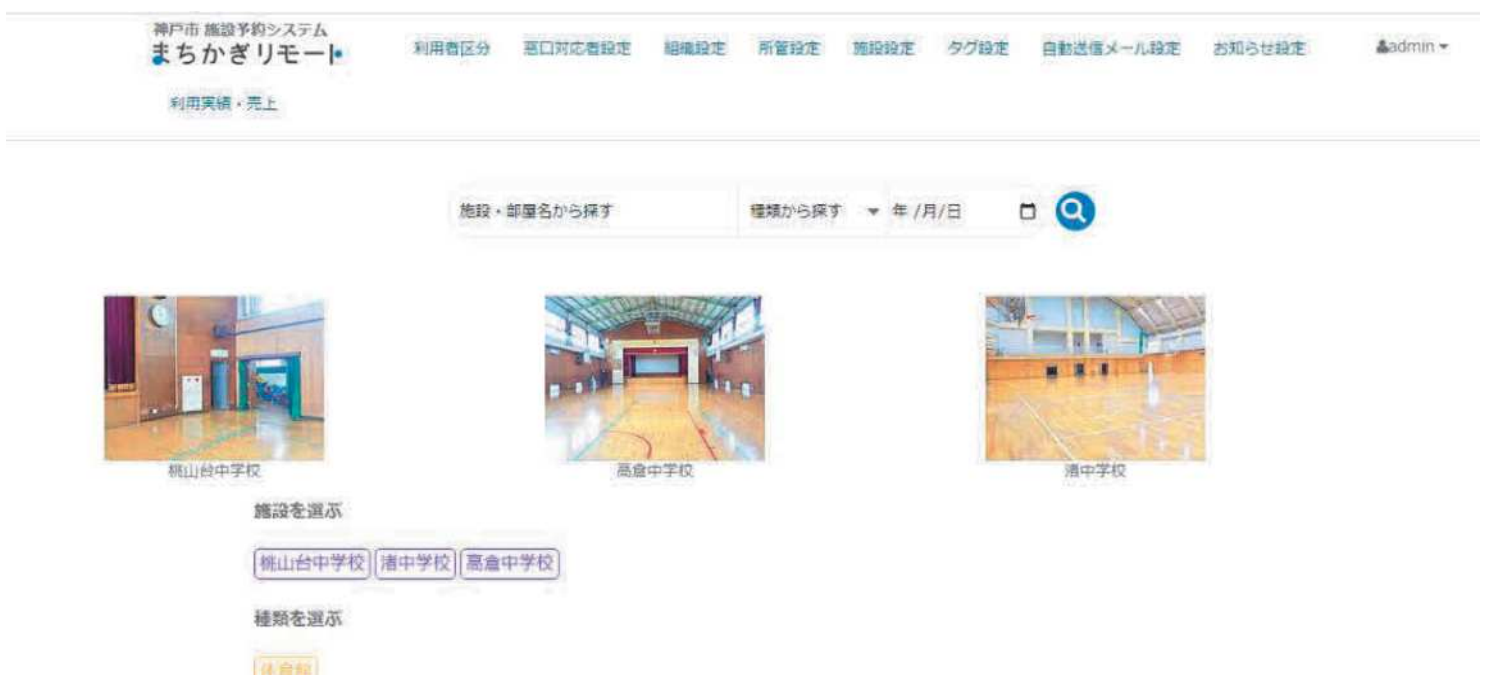 神戸市 施設予約システム
まちかぎリモート
利用者区分 窓口対応者設定 組織設定 所管設定 施設設定 タグ設定 自動送信メール設定 お知らせ設定 admin
利用実績・売上
施設・部屋名から探す 種類から探す 年 /月/日
桃山台中学校 高倉中学校 渚中学校
施設を選ぶ
桃山台中学校 渚中学校 高倉中学校
種類を選ぶ
体育館